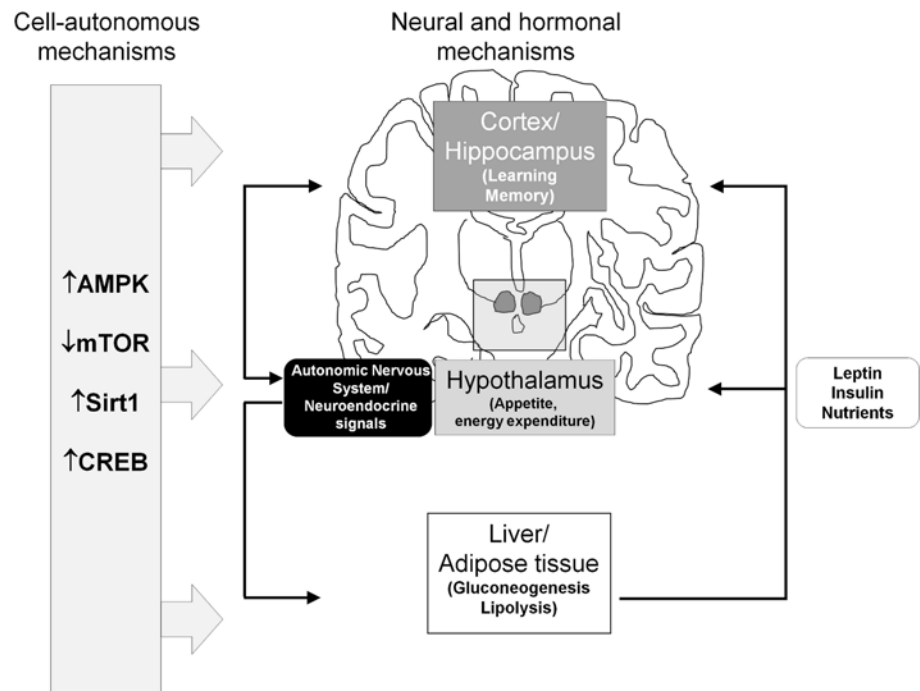 Cell-autonomous
mechanisms
Neural and hormonal
mechanisms
Cortex/
Hippocampus
(Learning
Memory)
↑AMPK
↓mTOR
↑Sirt1
↑CREB
Autonomic Nervous
System/
Neuroendocrine
signals
Hypothalamus
(Appetite,
energy expenditure)
Leptin
Insulin
Nutrients
Liver/
Adipose tissue
(Gluconeogenesis
Lipolysis)